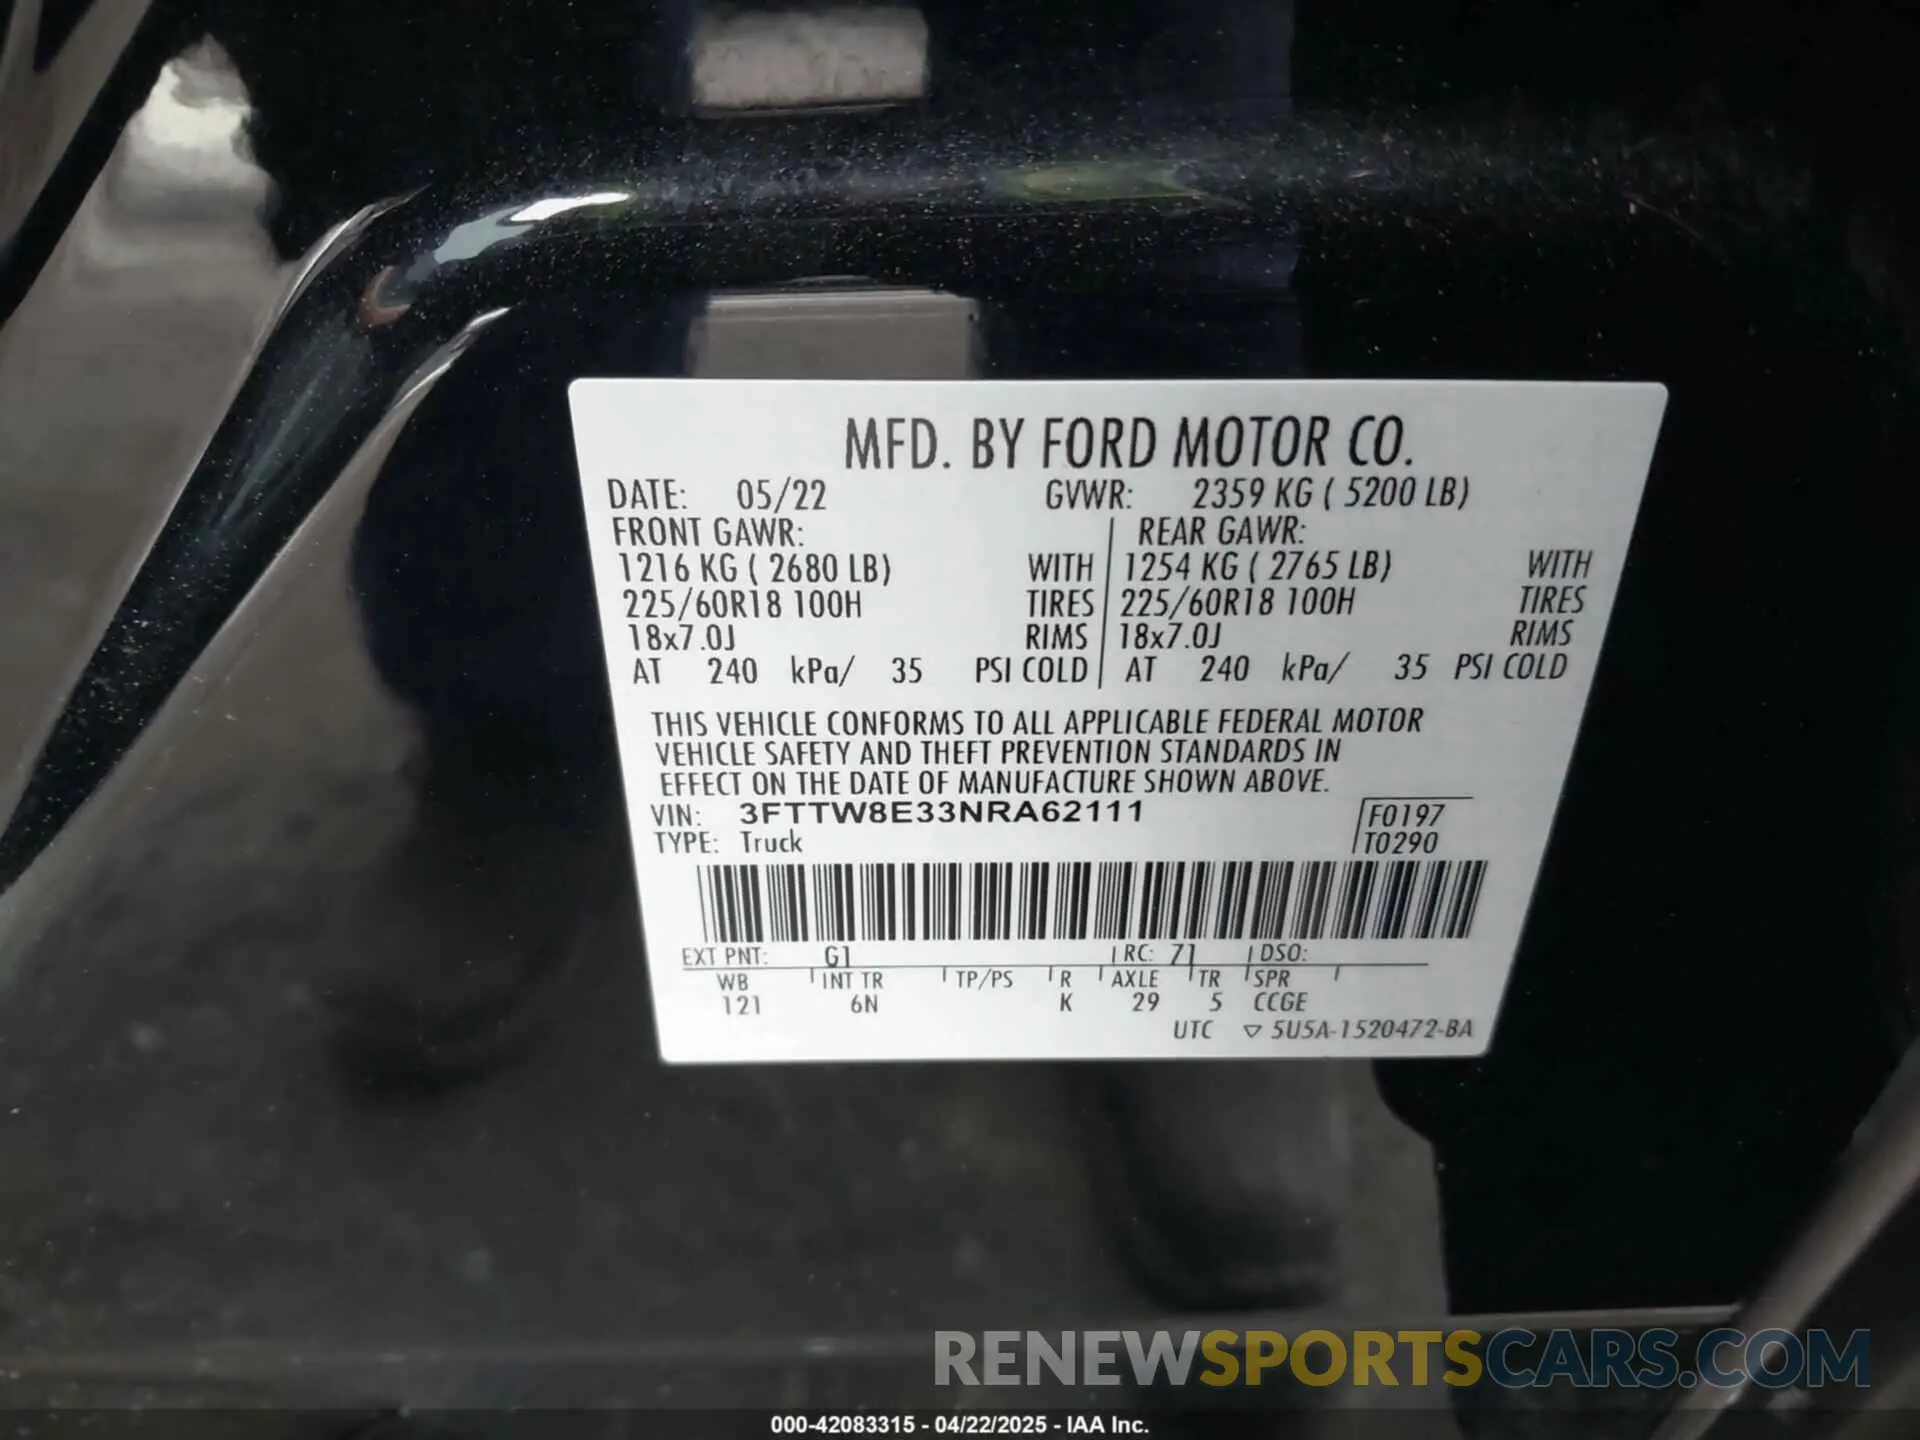 MFD. BY FORD MOTOR CO.
DATE: 05/22 GVWR: 2359 KG ( 5200 LB)
FRONT GAWR: REAR GAWR:
1216 KG ( 2680 LB) WITH 1254 KG ( 2765 LB) WITH
225/60R18 100H TIRES 225/60R18 100H TIRES
18x7.0J RIMS 18x7.0J RIMS
AT 240 kPa/ 35 PSI COLD AT 240 kPa/ 35 PSI COLD
THIS VEHICLE CONFORMS TO ALL APPLICABLE FEDERAL MOTOR
VEHICLE SAFETY AND THEFT PREVENTION STANDARDS IN
EFFECT ON THE DATE OF MANUFACTURE SHOWN ABOVE.
VIN: 3FTTW8E33NRA62111 F0197
TYPE: Truck T0290
EXT PNT: G1 RC: 71 DSO:
WB INT TR TP/PS R AXLE TR SPR
121 6N K 29 5 CCGE
UTC ▽ 5U5A-1520472-BA
RENEWSPORTSCARS.COM
000-42083315 - 04/22/2025 - IAA Inc.